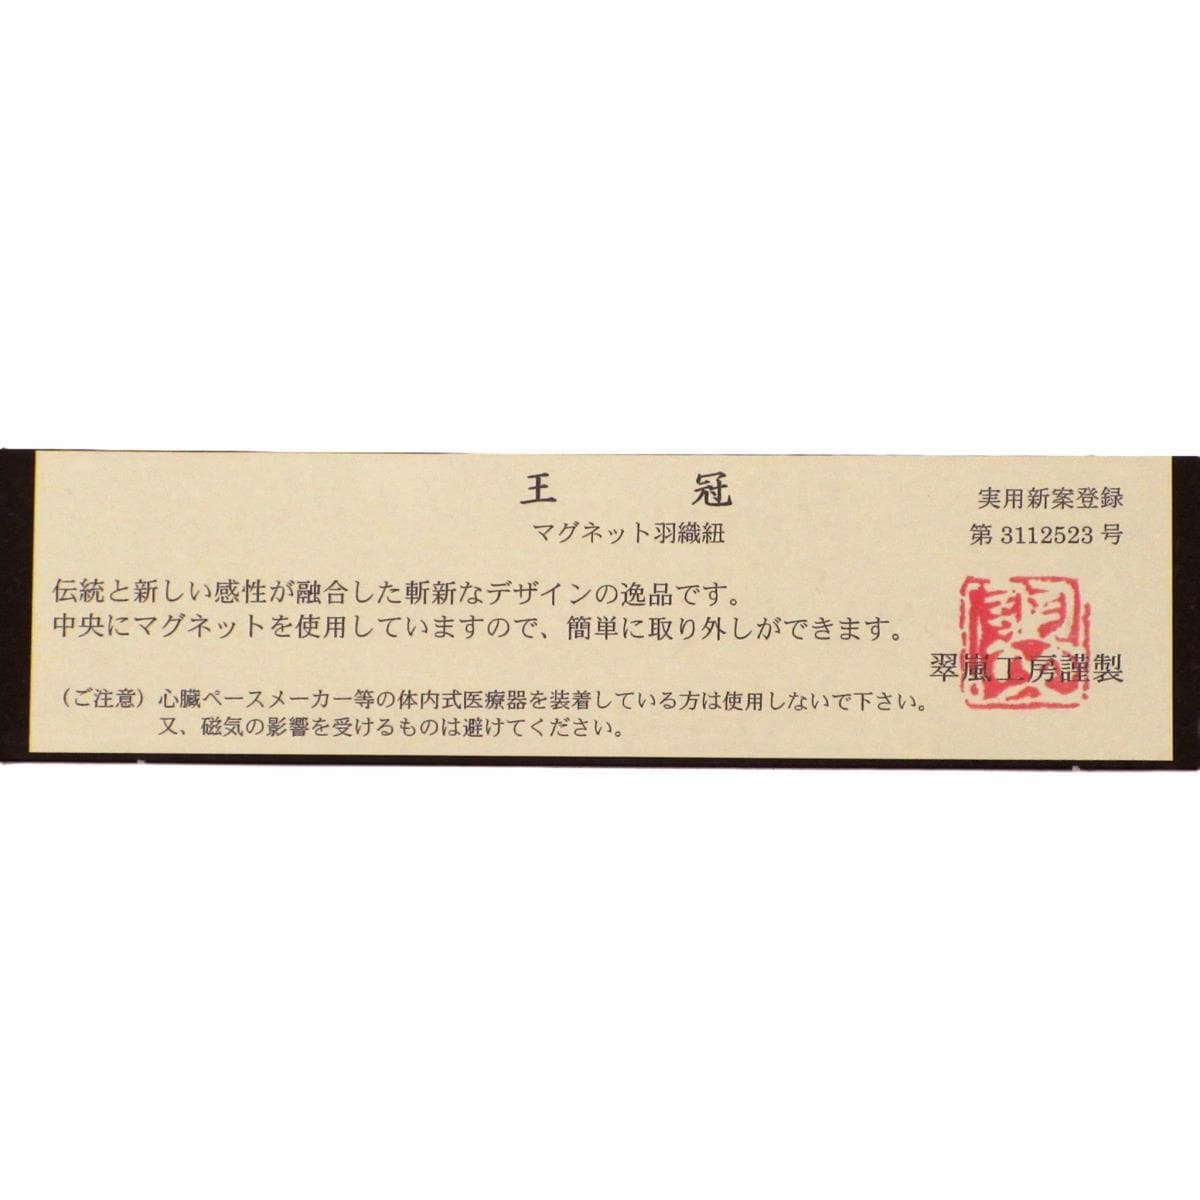 王 冠
マグネット羽織紐
実用新案登録
第 3112523 号
伝統と新しい感性が融合した斬新なデザインの逸品です。
中央にマグネットを使用していますので、簡単に取り外しができます。
翠嵐工房謹製
（ご注意）心臓ペースメーカー等の体内式医療器を装着している方は使用しないで下さい。
又、磁気の影響を受けるものは避けてください。